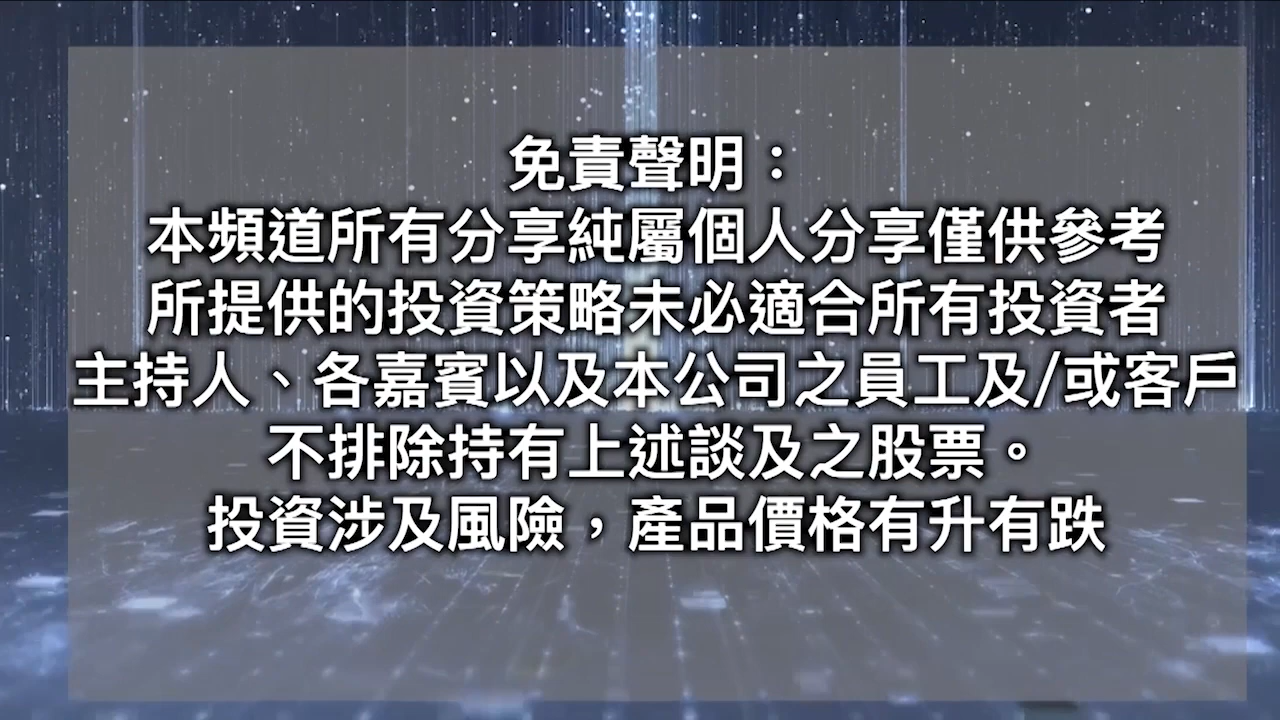 免責聲明：
本頻道所有分享純屬個人分享僅供參考
所提供的投資策略未必適合所有投資者
主持人、各嘉賓以及本公司之員工及/或客戶
不排除持有上述談及之股票。
投資涉及風險，產品價格有升有跌